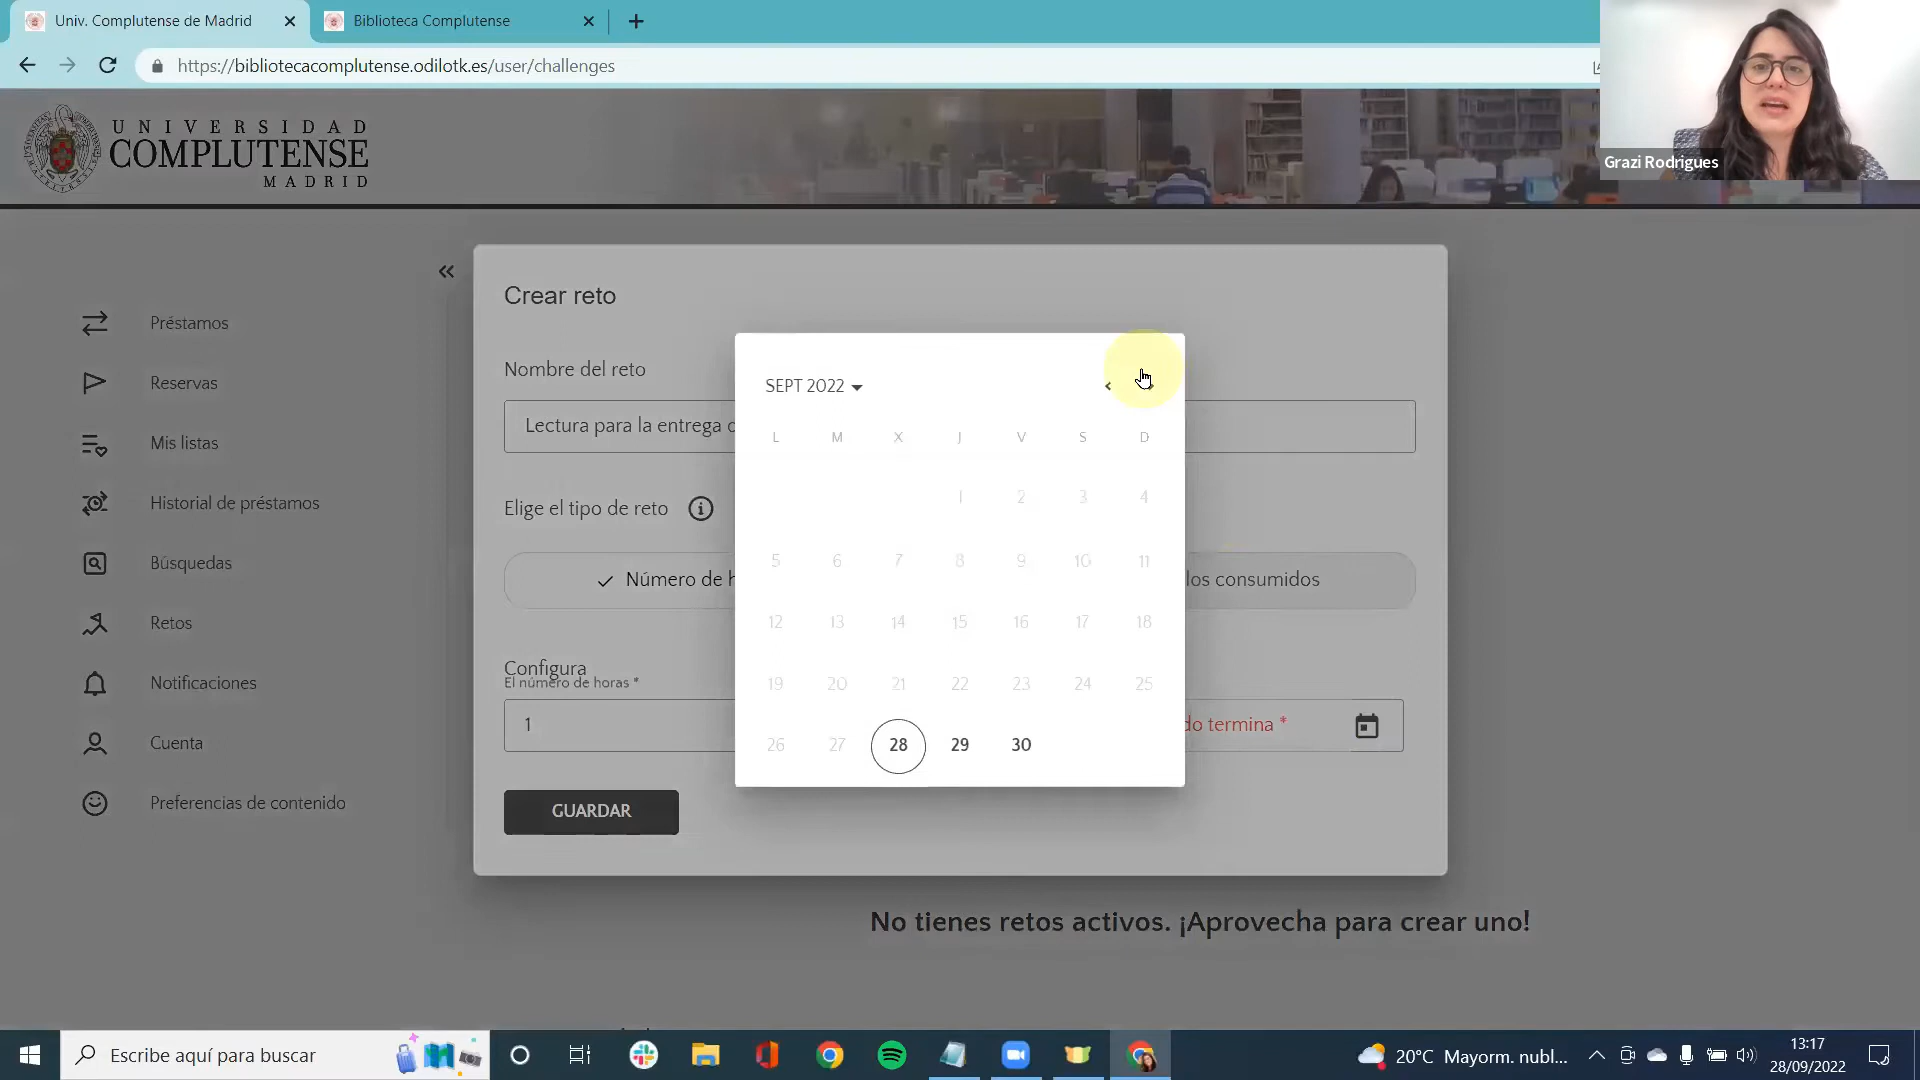 Univ. Complutense de Madrid
Biblioteca Complutense
https://bibliotecacomplutense.odilotk.es/user/challenges
Grazi Rodrigues
UNIVERSIDAD
COMPLUTENSE
MADRID
Préstamos
Reservas
Mis listas
Historial de préstamos
Búsquedas
Retos
Notificaciones
Cuenta
Preferencias de contenido
Crear reto
Nombre del reto
Lectura para la entrega
Elige el tipo de reto
Número de h
los consumidos
Configura
El número de horas *
1
do termina *
GUARDAR
SEPT 2022
L M X J V S D
1 2 3 4
5 6 7 8 9 10 11
12 13 14 15 16 17 18
19 20 21 22 23 24 25
26 27 28 29 30
No tienes retos activos. ¡Aprovecha para crear uno!
Escribe aquí para buscar
20°C Mayorm. nubl...
13:17
28/09/2022